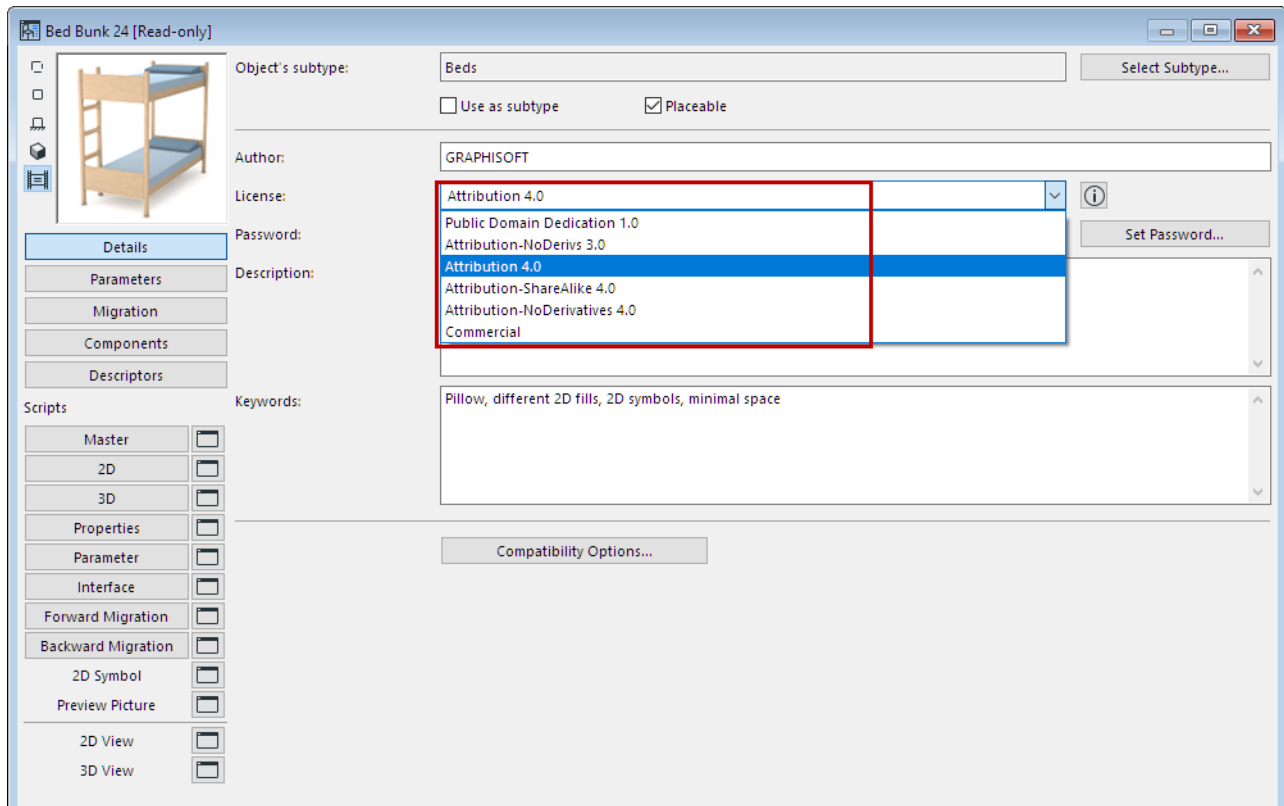 Bed Bunk 24 [Read-only]
Object's subtype:
Beds
Select Subtype...
Use as subtype
Placeable
Author:
GRAPHISOFT
License:
Attribution 4.0
Public Domain Dedication 1.0
Attribution-NoDerivs 3.0
Attribution 4.0
Attribution-ShareAlike 4.0
Attribution-NoDerivatives 4.0
Commercial
Password:
Set Password...
Description:
Keywords:
Pillow, different 2D fills, 2D symbols, minimal space
Compatibility Options...
Details
Parameters
Migration
Components
Descriptors
Scripts
Master
2D
3D
Properties
Parameter
Interface
Forward Migration
Backward Migration
2D Symbol
Preview Picture
2D View
3D View